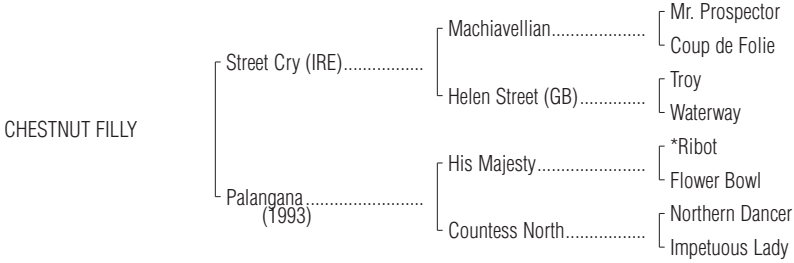 Mr. Prospector
Machiavellian....................
Coup de Folie
Street Cry (IRE).................
Troy
Helen Street (GB)..............
Waterway
CHESTNUT FILLY
*Ribot
His Majesty.......................
Flower Bowl
Palangana.........................
(1993)
Northern Dancer
Countess North.................
Impetuous Lady